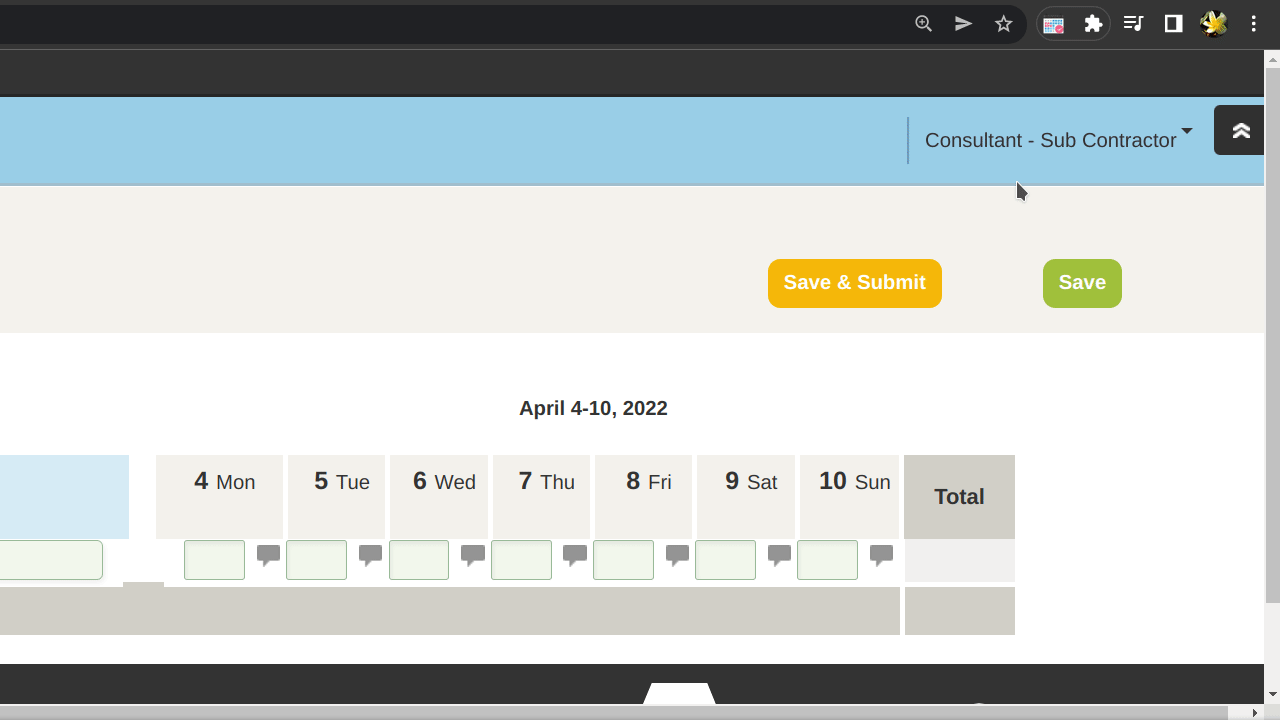 Consultant - Sub Contractor
Save & Submit Save
April 4-10, 2022
4 Mon 5 Tue 6 Wed 7 Thu 8 Fri 9 Sat 10 Sun Total